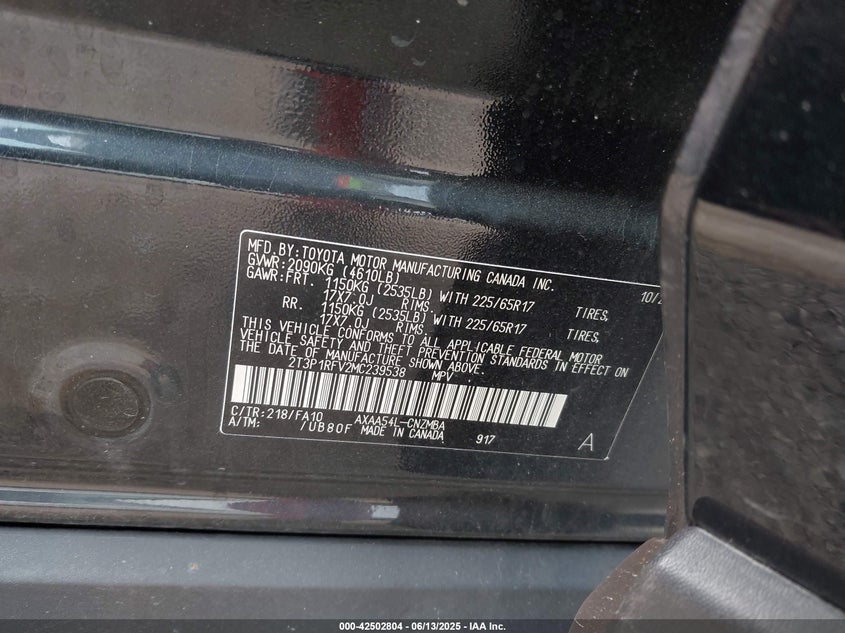 MFD. BY: TOYOTA MOTOR MANUFACTURING CANADA INC.
GVWR: 2090KG (4610LB) 10/
GAWR: FRT. 1150KG (2535LB) WITH 225/65R17 TIRES,
17X7.0J RIMS.
RR. 1150KG (2535LB) WITH 225/65R17 TIRES,
17X7.0J RIMS
THIS VEHICLE CONFORMS TO ALL APPLICABLE FEDERAL MOTOR
VEHICLE SAFETY AND THEFT PREVENTION STANDARDS IN EFFECT ON
THE DATE OF MANUFACTURE SHOWN ABOVE.
2T3P1RFV2MC239538 MPV
C/TR: 218/FA10 AXAA54L-CNZMBA
A/TM: /UB80F MADE IN CANADA 917 A
000-42502804 - 06/13/2025 - IAA Inc.